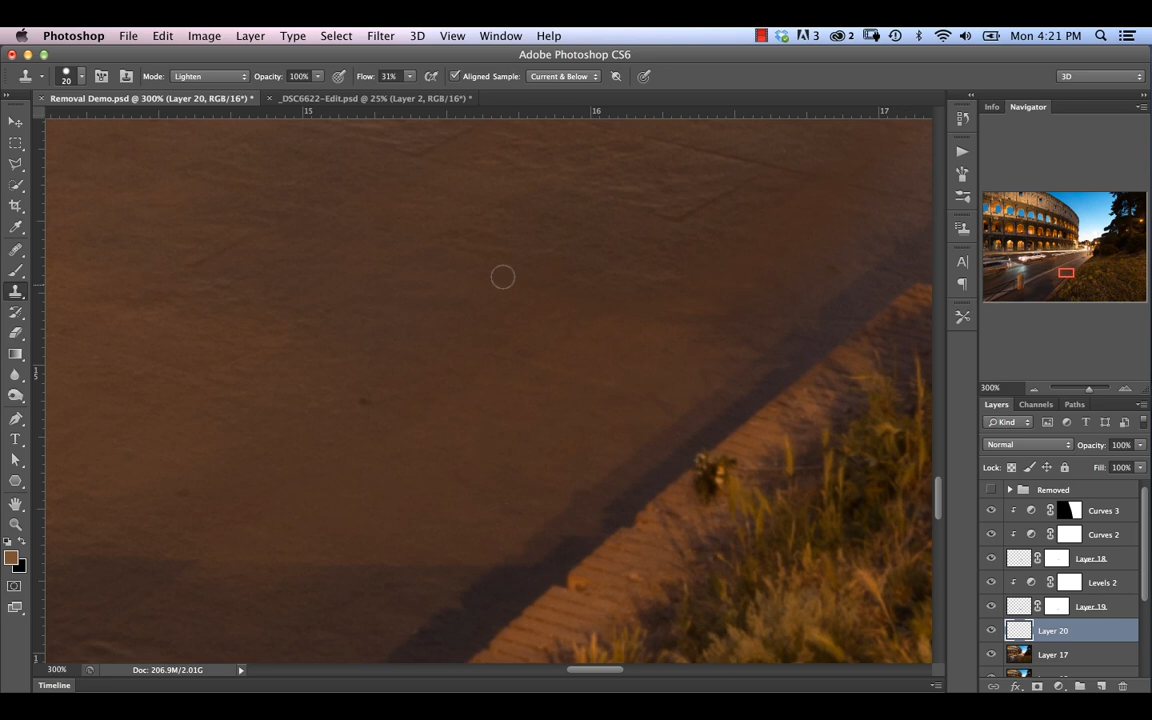 Photoshop File Edit Image Layer Type Select Filter 3D View Window Help 3 2 Mon 4:21 PM
Adobe Photoshop CS6
20 Mode: Lighten Opacity: 100% Flow: 31% Aligned Sample: Current & Below 3D
Removal Demo.psd @ 300% (Layer 20, RGB/16*) * _DSC6622-Edit.psd @ 25% (Layer 2, RGB/16*) *
Info Navigator
15 16 17
300%
Layers Channels Paths
Kind
Normal Opacity: 100%
Lock: Fill: 100%
Removed
Curves 3
Curves 2
Layer 18
Levels 2
Layer 19
Layer 20
Layer 17
300% Doc: 206.9M/2.01G
Timeline